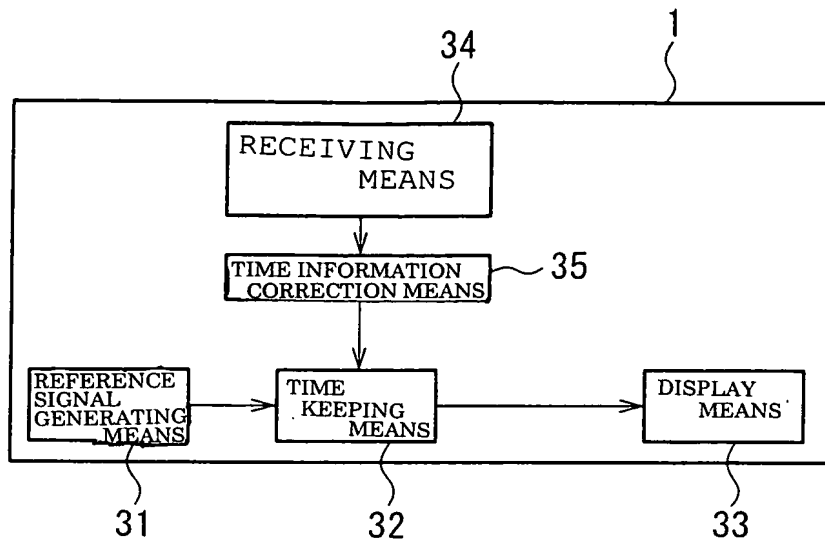 1
34
RECEIVING
MEANS
TIME INFORMATION
CORRECTION MEANS
35
REFERENCE
SIGNAL
GENERATING
MEANS
TIME
KEEPING
MEANS
DISPLAY
MEANS
31
32
33